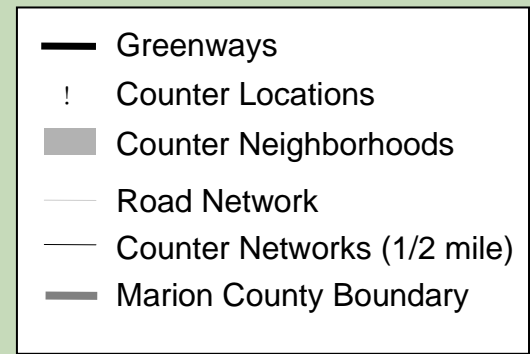 Greenways
! Counter Locations
Counter Neighborhoods
Road Network
Counter Networks (1/2 mile)
Marion County Boundary